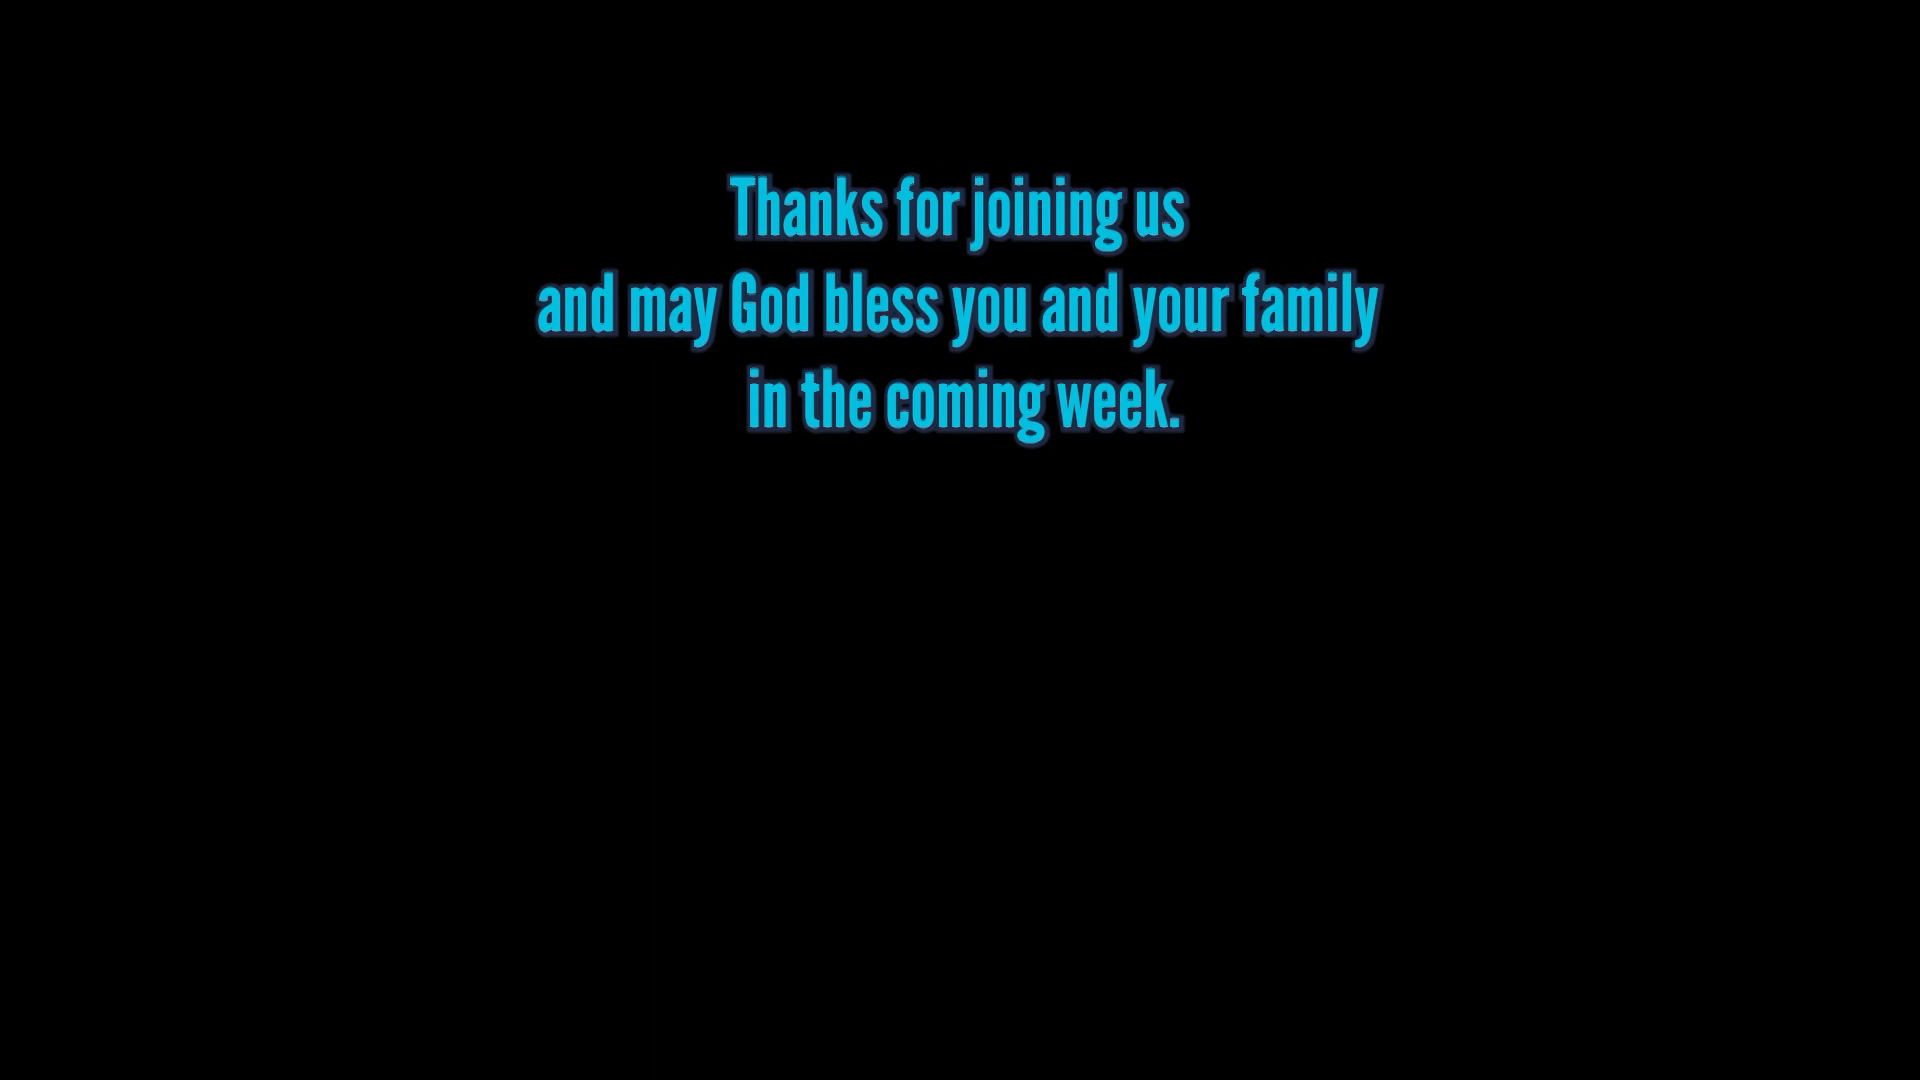 Thanks for joining us
and may God bless you and your family
in the coming week.